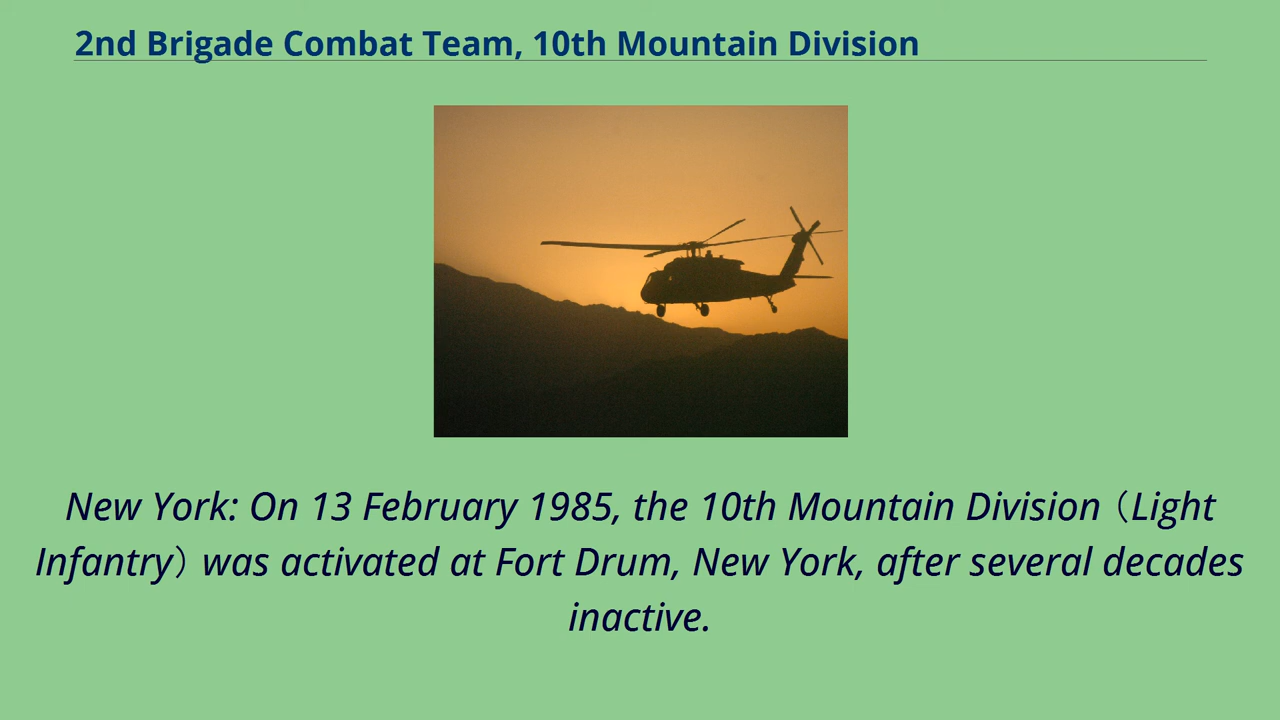 2nd Brigade Combat Team, 10th Mountain Division
New York: On 13 February 1985, the 10th Mountain Division（Light
Infantry）was activated at Fort Drum, New York, after several decades
inactive.